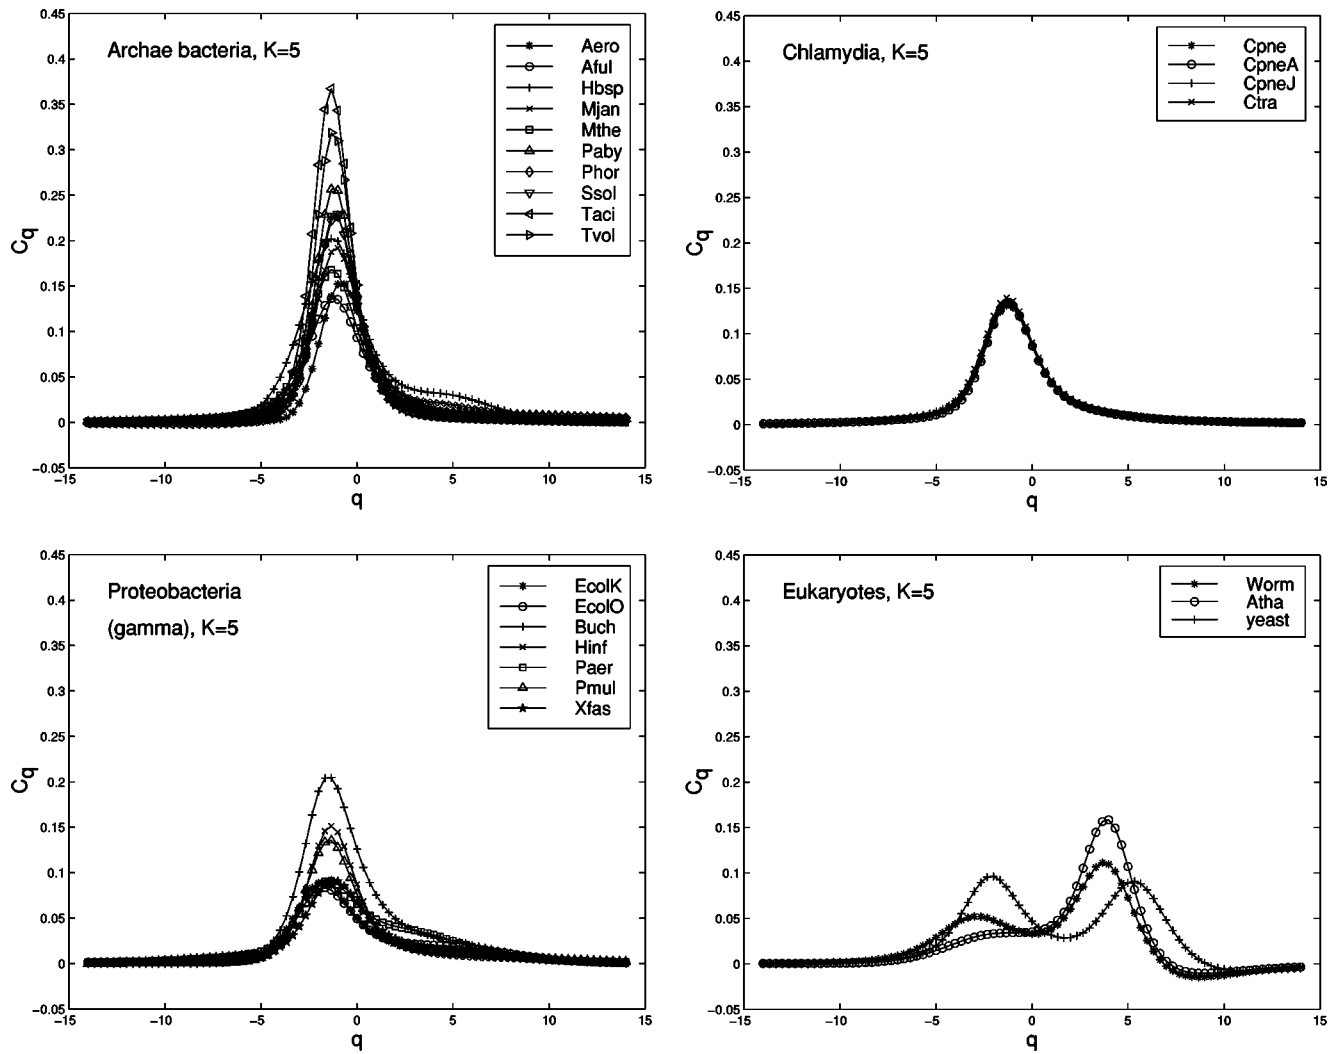 0.45
0.4
0.35
0.3
0.25
0.2
0.15
0.1
0.05
0
−0.05
Cq
Archae bacteria, K=5
Aero
Aful
Hbsp
Mjan
Mthe
Paby
Phor
Ssol
Taci
Tvol
−15 −10 −5 0 5 10 15
q
0.45
0.4
0.35
0.3
0.25
0.2
0.15
0.1
0.05
0
−0.05
Cq
Chlamydia, K=5
Cpne
CpneA
CpneJ
Ctra
−15 −10 −5 0 5 10 15
q
0.45
0.4
0.35
0.3
0.25
0.2
0.15
0.1
0.05
0
−0.05
Cq
Proteobacteria
(gamma), K=5
EcolK
EcolO
Buch
Hinf
Paer
Pmul
Xfas
−15 −10 −5 0 5 10 15
q
0.45
0.4
0.35
0.3
0.25
0.2
0.15
0.1
0.05
0
−0.05
Cq
Eukaryotes, K=5
Worm
Atha
yeast
−15 −10 −5 0 5 10 15
q